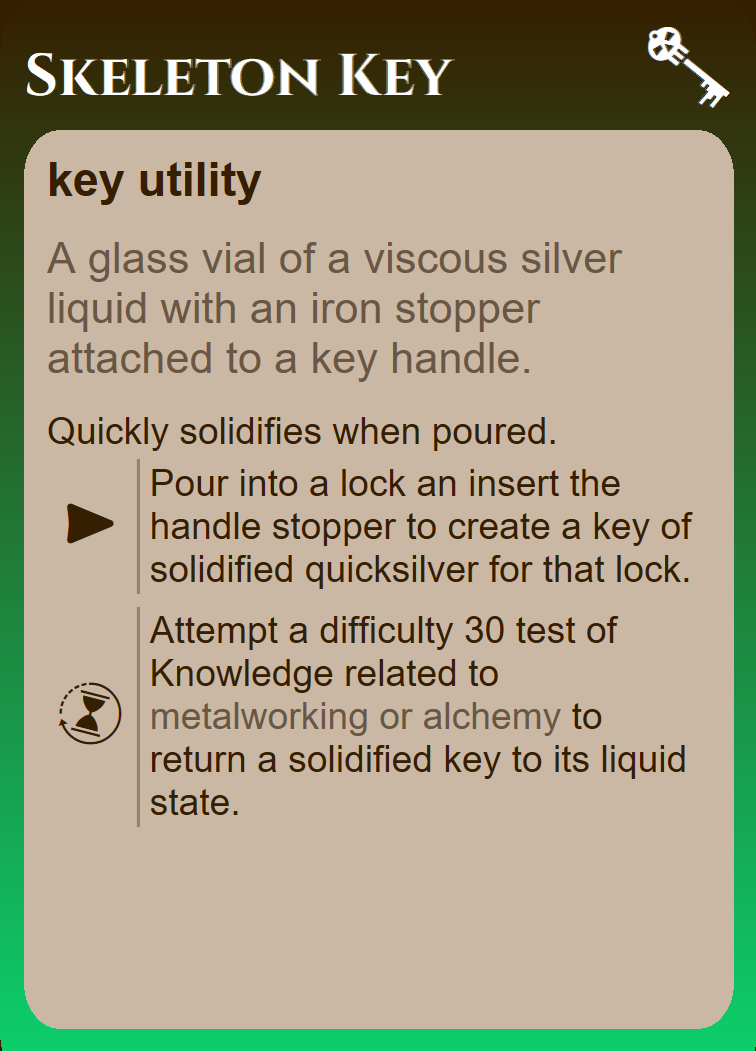 Skeleton Key
key utility
A glass vial of a viscous silver
liquid with an iron stopper
attached to a key handle.
Quickly solidifies when poured.
Pour into a lock an insert the
handle stopper to create a key of
solidified quicksilver for that lock.
Attempt a difficulty 30 test of
Knowledge related to
metalworking or alchemy to
return a solidified key to its liquid
state.